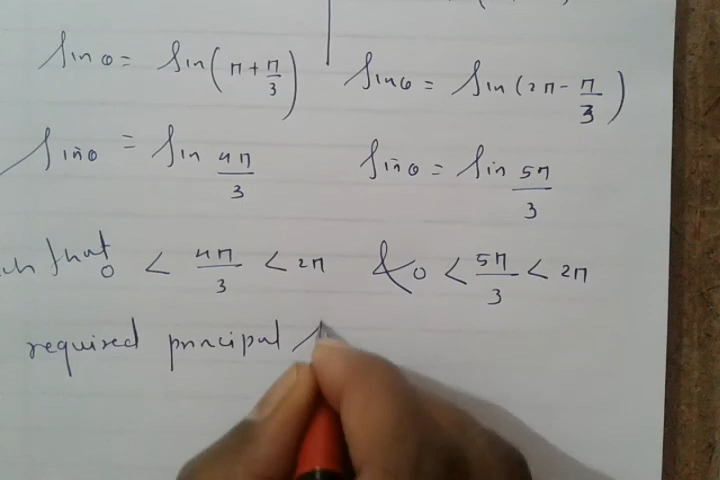 sinθ = sin(π + π/3)
sinθ = sin(2π - π/3)
sinθ = sin 4π/3
sinθ = sin 5π/3
that 0 < 4π/3 < 2π & 0 < 5π/3 < 2π
required principal